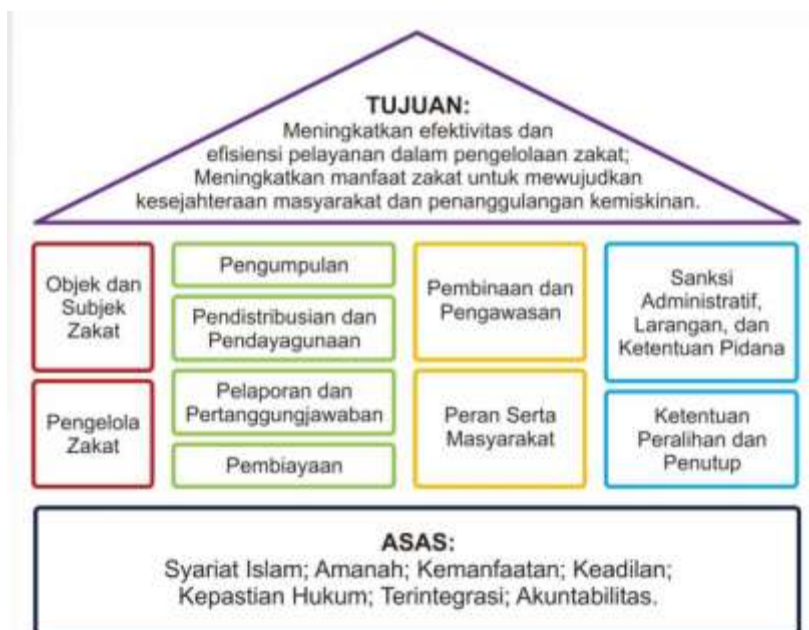 TUJUAN:
Meningkatkan efektivitas dan
efisiensi pelayanan dalam pengelolaan zakat;
Meningkatkan manfaat zakat untuk mewujudkan
kesejahteraan masyarakat dan penanggulangan kemiskinan.
Objek dan
Subjek
Zakat
Pengelola
Zakat
Pengumpulan
Pendistribusian dan
Pendayagunaan
Pelaporan dan
Pertanggungjawaban
Pembiayaan
Pembinaan dan
Pengawasan
Peran Serta
Masyarakat
Sanksi
Administratif,
Larangan, dan
Ketentuan Pidana
Ketentuan
Peralihan dan
Penutup
ASAS:
Syariat Islam; Amanah; Kemanfaatan; Keadilan;
Kepastian Hukum; Terintegrasi; Akuntabilitas.